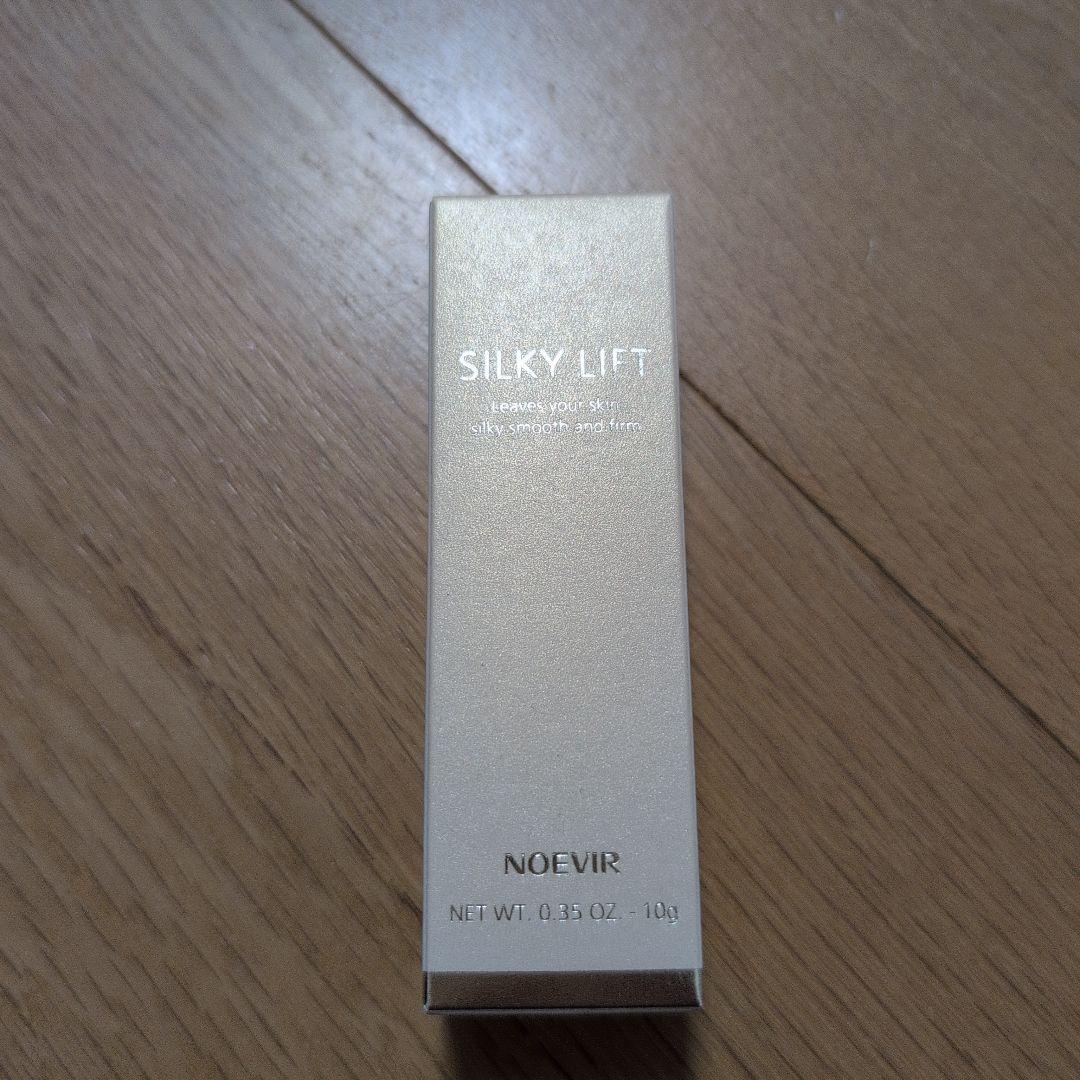 SILKY LIFT
Leaves your skin
silky smooth and firm
NOEVIR
NET WT. 0.35 OZ. - 10g